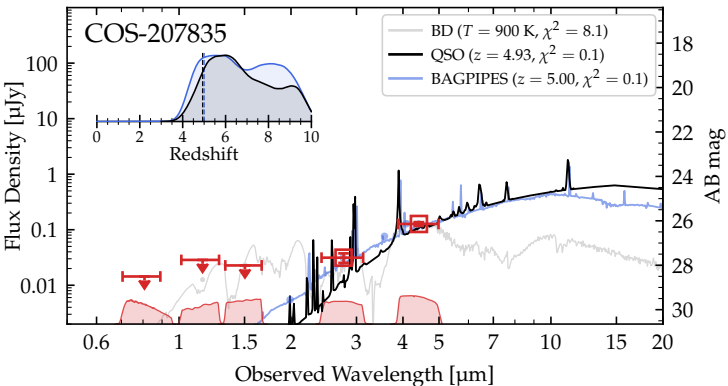 COS-207835
BD (T = 900 K, χ² = 8.1)
QSO (z = 4.93, χ² = 0.1)
BAGPIPES (z = 5.00, χ² = 0.1)
0 2 4 6 8 10
Redshift
100
10
1
0.1
0.01
Flux Density [µJy]
18
20
22
24
26
28
30
AB mag
0.6 1 2 3 4 5 10 15 20
Observed Wavelength [µm]